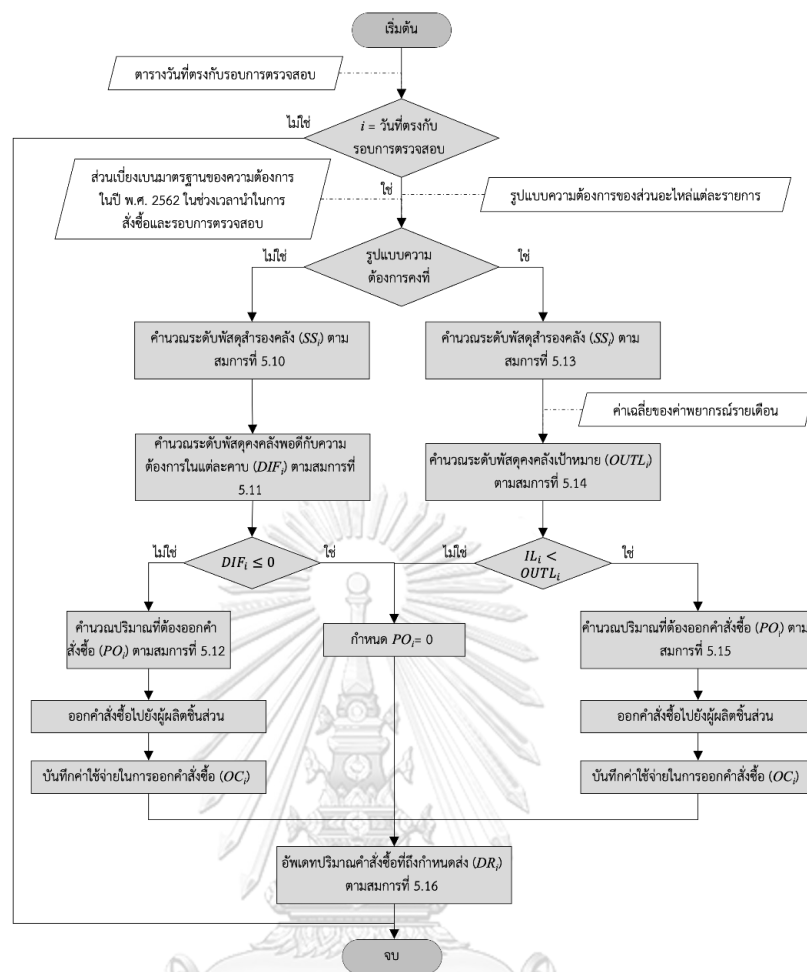 เริ่มต้น
ตารางวันที่ตรงกับรอบการตรวจสอบ
ไม่ใช่
i = วันที่ตรงกับ
รอบการตรวจสอบ
ส่วนเบี่ยงเบนมาตรฐานของความต้องการ
ในปี พ.ศ. 2562 ในช่วงเวลานำในการ
สั่งซื้อและรอบการตรวจสอบ
ใช่
รูปแบบความต้องการของส่วนอะไหล่แต่ละรายการ
ไม่ใช่
รูปแบบความ
ต้องการคงที่
ใช่
คำนวณระดับพัสดุสำรองคลัง (SSi) ตาม
สมการที่ 5.10
คำนวณระดับพัสดุสำรองคลัง (SSi) ตาม
สมการที่ 5.13
ค่าเฉลี่ยของค่าพยากรณ์รายเดือน
คำนวณระดับพัสดุคงคลังพอดีกับความ
ต้องการในแต่ละคาบ (DIFi) ตามสมการที่
5.11
คำนวณระดับพัสดุคงคลังเป้าหมาย (OUTLi)
ตามสมการที่ 5.14
ไม่ใช่
DIFi ≤ 0
ใช่
ไม่ใช่
ILi <
OUTLi
ใช่
คำนวณปริมาณที่ต้องออกคำ
สั่งซื้อ (POi) ตามสมการที่ 5.12
กำหนด POi= 0
คำนวณปริมาณที่ต้องออกคำสั่งซื้อ (POi) ตาม
สมการที่ 5.15
ออกคำสั่งซื้อไปยังผู้ผลิตชิ้นส่วน
ออกคำสั่งซื้อไปยังผู้ผลิตชิ้นส่วน
บันทึกค่าใช้จ่ายในการออกคำสั่งซื้อ (OCi)
บันทึกค่าใช้จ่ายในการออกคำสั่งซื้อ (OCi)
อัพเดทปริมาณคำสั่งซื้อที่ถึงกำหนดส่ง (DRi)
ตามสมการที่ 5.16
จบ